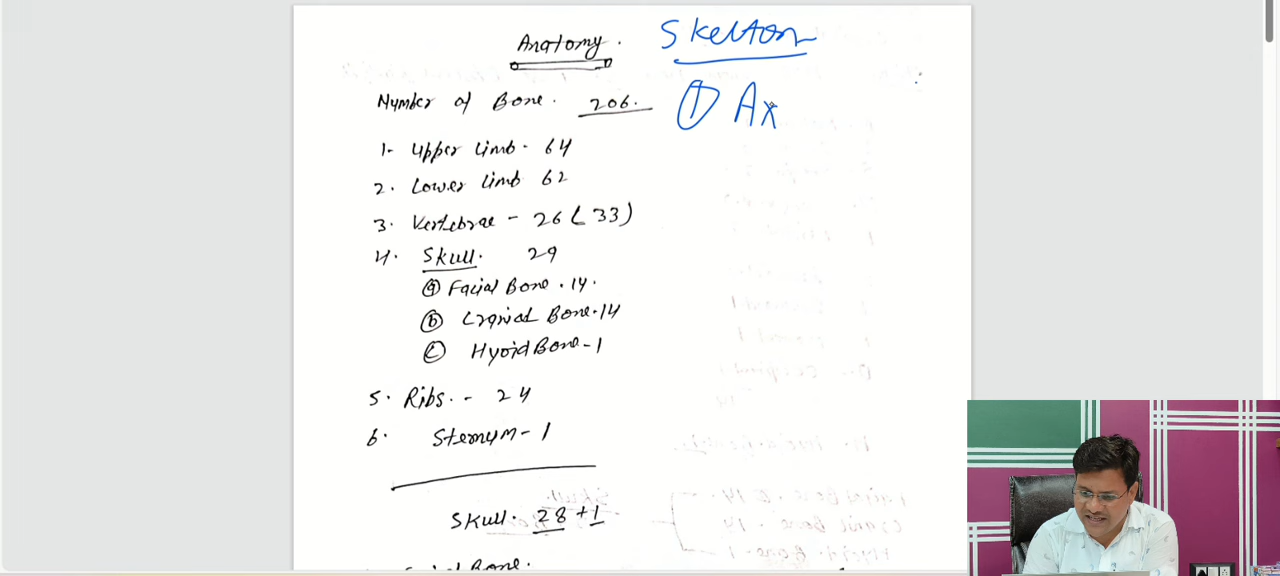 Anatomy.
Skelton
Number of Bone. 206.
① Ax
1- Upper limb - 64
2. Lower limb 62
3. Vertebrae - 26 (33)
4. Skull. 29
ⓐ Facial Bone. 14.
ⓑ Cranial Bone. 14
ⓒ Hyoid Bone - 1
5. Ribs. - 24
6. Sternum - 1
Skull. 28 + 1
Bone.